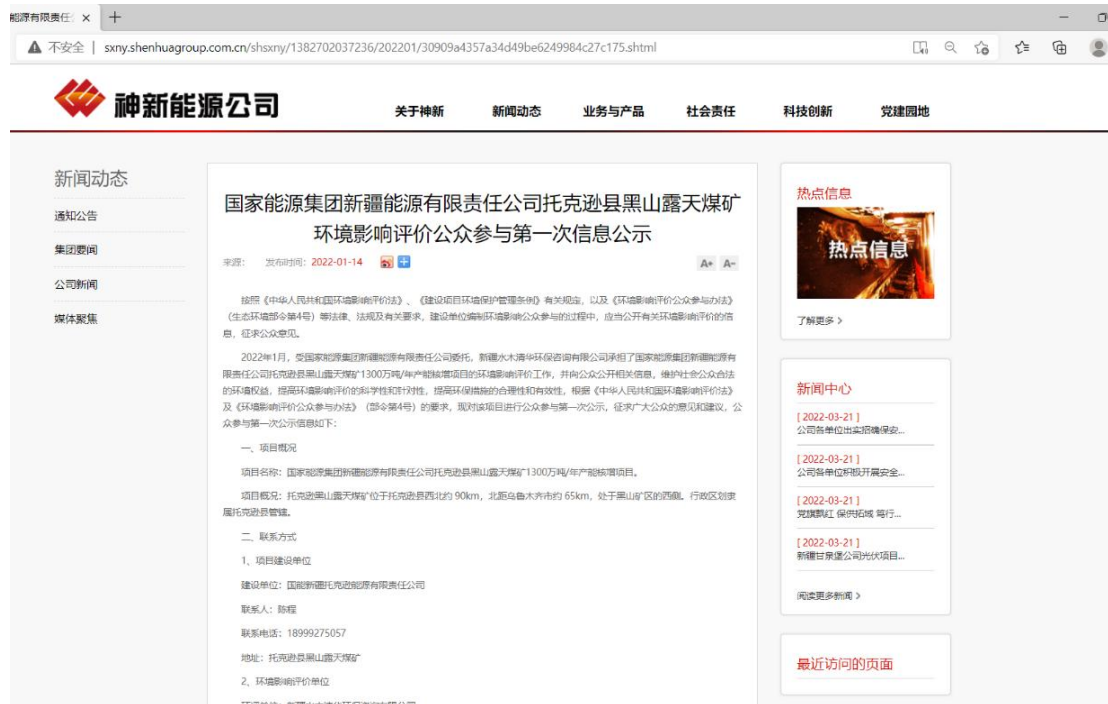 能源有限责任公
不安全 | sxny.shenhuagroup.com.cn/shsxny/1382702037236/202201/30909a4357a34d49be6249984c27c175.shtml
神新能源公司
关于神新 新闻动态 业务与产品 社会责任 科技创新 党建园地
新闻动态
通知公告
集团要闻
公司新闻
媒体聚焦
国家能源集团新疆能源有限责任公司托克逊县黑山露天煤矿
环境影响评价公众参与第一次信息公示
来源： 发布时间：2022-01-14
A+ A-
按照《中华人民共和国环境影响评价法》、《建设项目环境保护管理条例》有关规定，以及《环境影响评价公众参与办法》
（生态环境部令第4号）等法律、法规及有关要求，建设单位编制环境影响公众参与的过程中，应当公开有关环境影响评价的信
息，征求公众意见。
2022年1月，受国家能源集团新疆能源有限责任公司委托，新疆水木清华环保咨询有限公司承担了国家能源集团新疆能源有
限责任公司托克逊县黑山露天煤矿1300万吨/年产能核增项目的环境影响评价工作，并向公众公开相关信息，维护社会公众合法
的环境权益，提高环境影响评价的科学性和针对性，提高环保措施的合理性和有效性，根据《中华人民共和国环境影响评价法》
及《环境影响评价公众参与办法》（部令第4号）的要求，现对该项目进行公众参与第一次公示，征求广大公众的意见和建议，公
众参与第一次公示信息如下：
一、项目概况
项目名称：国家能源集团新疆能源有限责任公司托克逊县黑山露天煤矿1300万吨/年产能核增项目。
项目概况：托克逊黑山露天煤矿位于托克逊县西北约 90km，北距乌鲁木齐市约 65km，处于黑山矿区的西侧。行政区划隶
属托克逊县管辖。
二、联系方式
1、项目建设单位
建设单位：国能新疆托克逊能源有限责任公司
联系人：陈程
联系电话：18999275057
地址：托克逊县黑山露天煤矿
2、环境影响评价单位
热点信息
热点信息
了解更多 >
新闻中心
[ 2022-03-21 ]
公司各单位出实招确保安...
[ 2022-03-21 ]
公司各单位积极开展安全...
[ 2022-03-21 ]
党旗飘红 保供拓域 笃行...
[ 2022-03-21 ]
新疆甘泉堡公司光伏项目...
阅读更多新闻 >
最近访问的页面